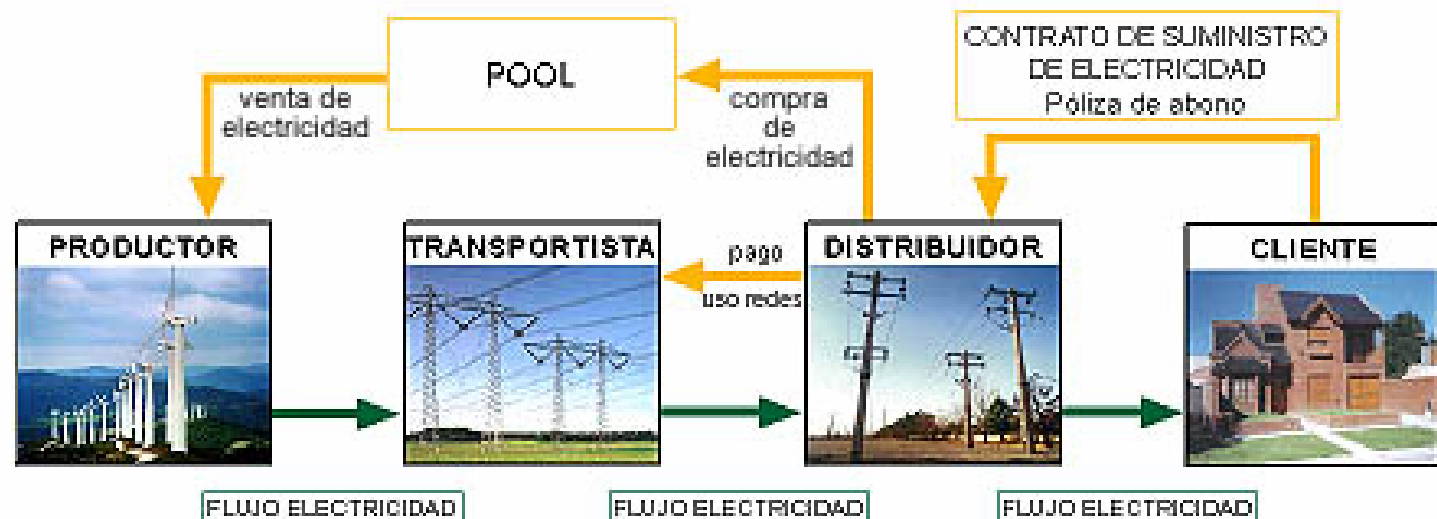 CONTRATO DE SUMINISTRO
DE ELECTRICIDAD
Póliza de abono
POOL
venta de
electricidad
compra
de
electricidad
PRODUCTOR
TRANSPORTISTA
pago
uso redes
DISTRIBUIDOR
CLIENTE
FLUJO ELECTRICIDAD
FLUJO ELECTRICIDAD
FLUJO ELECTRICIDAD